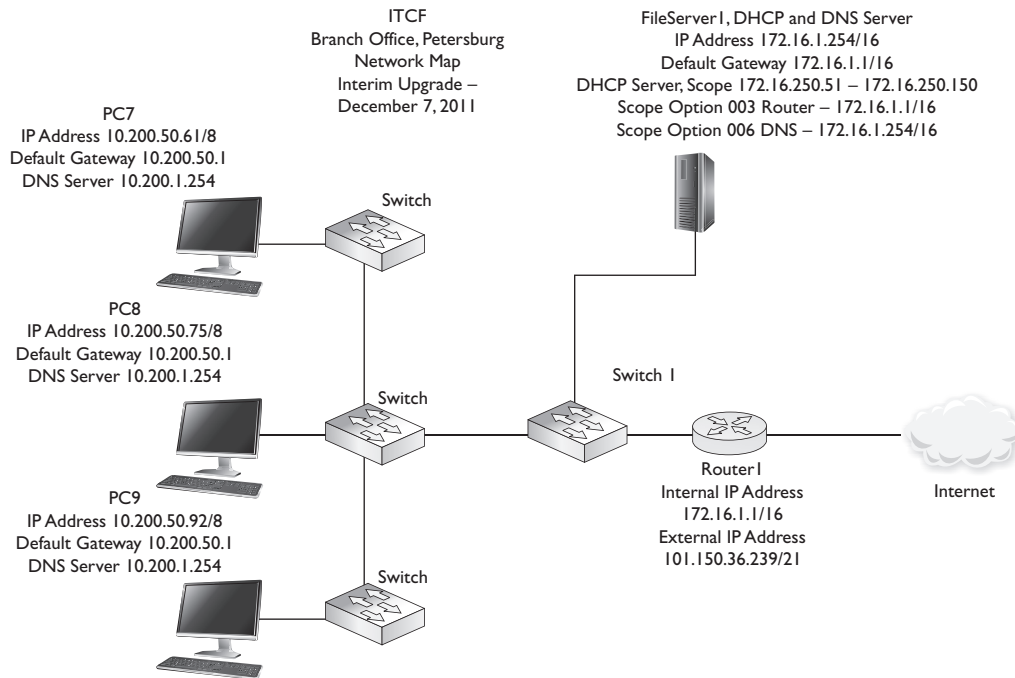 ITCF
Branch Office, Petersburg
Network Map
Interim Upgrade –
December 7, 2011
FileServer1, DHCP and DNS Server
IP Address 172.16.1.254/16
Default Gateway 172.16.1.1/16
DHCP Server, Scope 172.16.250.51 – 172.16.250.150
Scope Option 003 Router – 172.16.1.1/16
Scope Option 006 DNS – 172.16.1.254/16
PC7
IP Address 10.200.50.61/8
Default Gateway 10.200.50.1
DNS Server 10.200.1.254
Switch
PC8
IP Address 10.200.50.75/8
Default Gateway 10.200.50.1
DNS Server 10.200.1.254
Switch
Switch 1
PC9
IP Address 10.200.50.92/8
Default Gateway 10.200.50.1
DNS Server 10.200.1.254
Switch
Router1
Internal IP Address
172.16.1.1/16
External IP Address
101.150.36.239/21
Internet